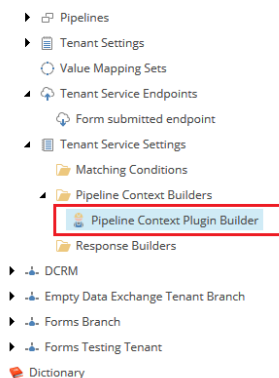 Pipelines
Tenant Settings
Value Mapping Sets
Tenant Service Endpoints
Form submitted endpoint
Tenant Service Settings
Matching Conditions
Pipeline Context Builders
Pipeline Context Plugin Builder
Response Builders
DCRM
Empty Data Exchange Tenant Branch
Forms Branch
Forms Testing Tenant
Dictionary